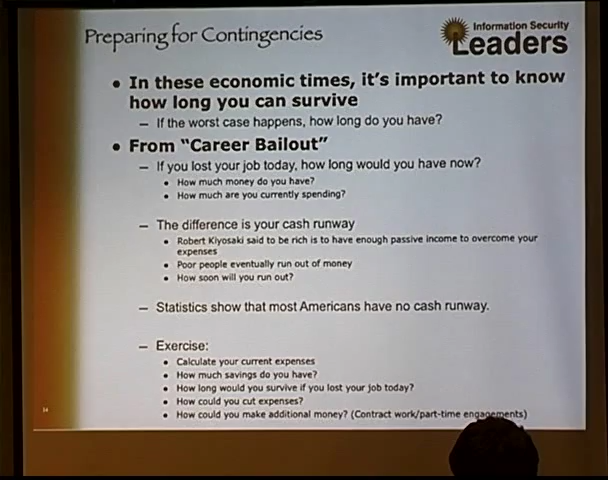 Preparing for Contingencies
Information Security
Leaders
• In these economic times, it's important to know
how long you can survive
– If the worst case happens, how long do you have?
• From "Career Bailout"
– If you lost your job today, how long would you have now?
• How much money do you have?
• How much are you currently spending?
– The difference is your cash runway
• Robert Kiyosaki said to be rich is to have enough passive income to overcome your
expenses
• Poor people eventually run out of money
• How soon will you run out?
– Statistics show that most Americans have no cash runway.
– Exercise:
• Calculate your current expenses
• How much savings do you have?
• How long would you survive if you lost your job today?
• How could you cut expenses?
• How could you make additional money? (Contract work/part-time engagements)